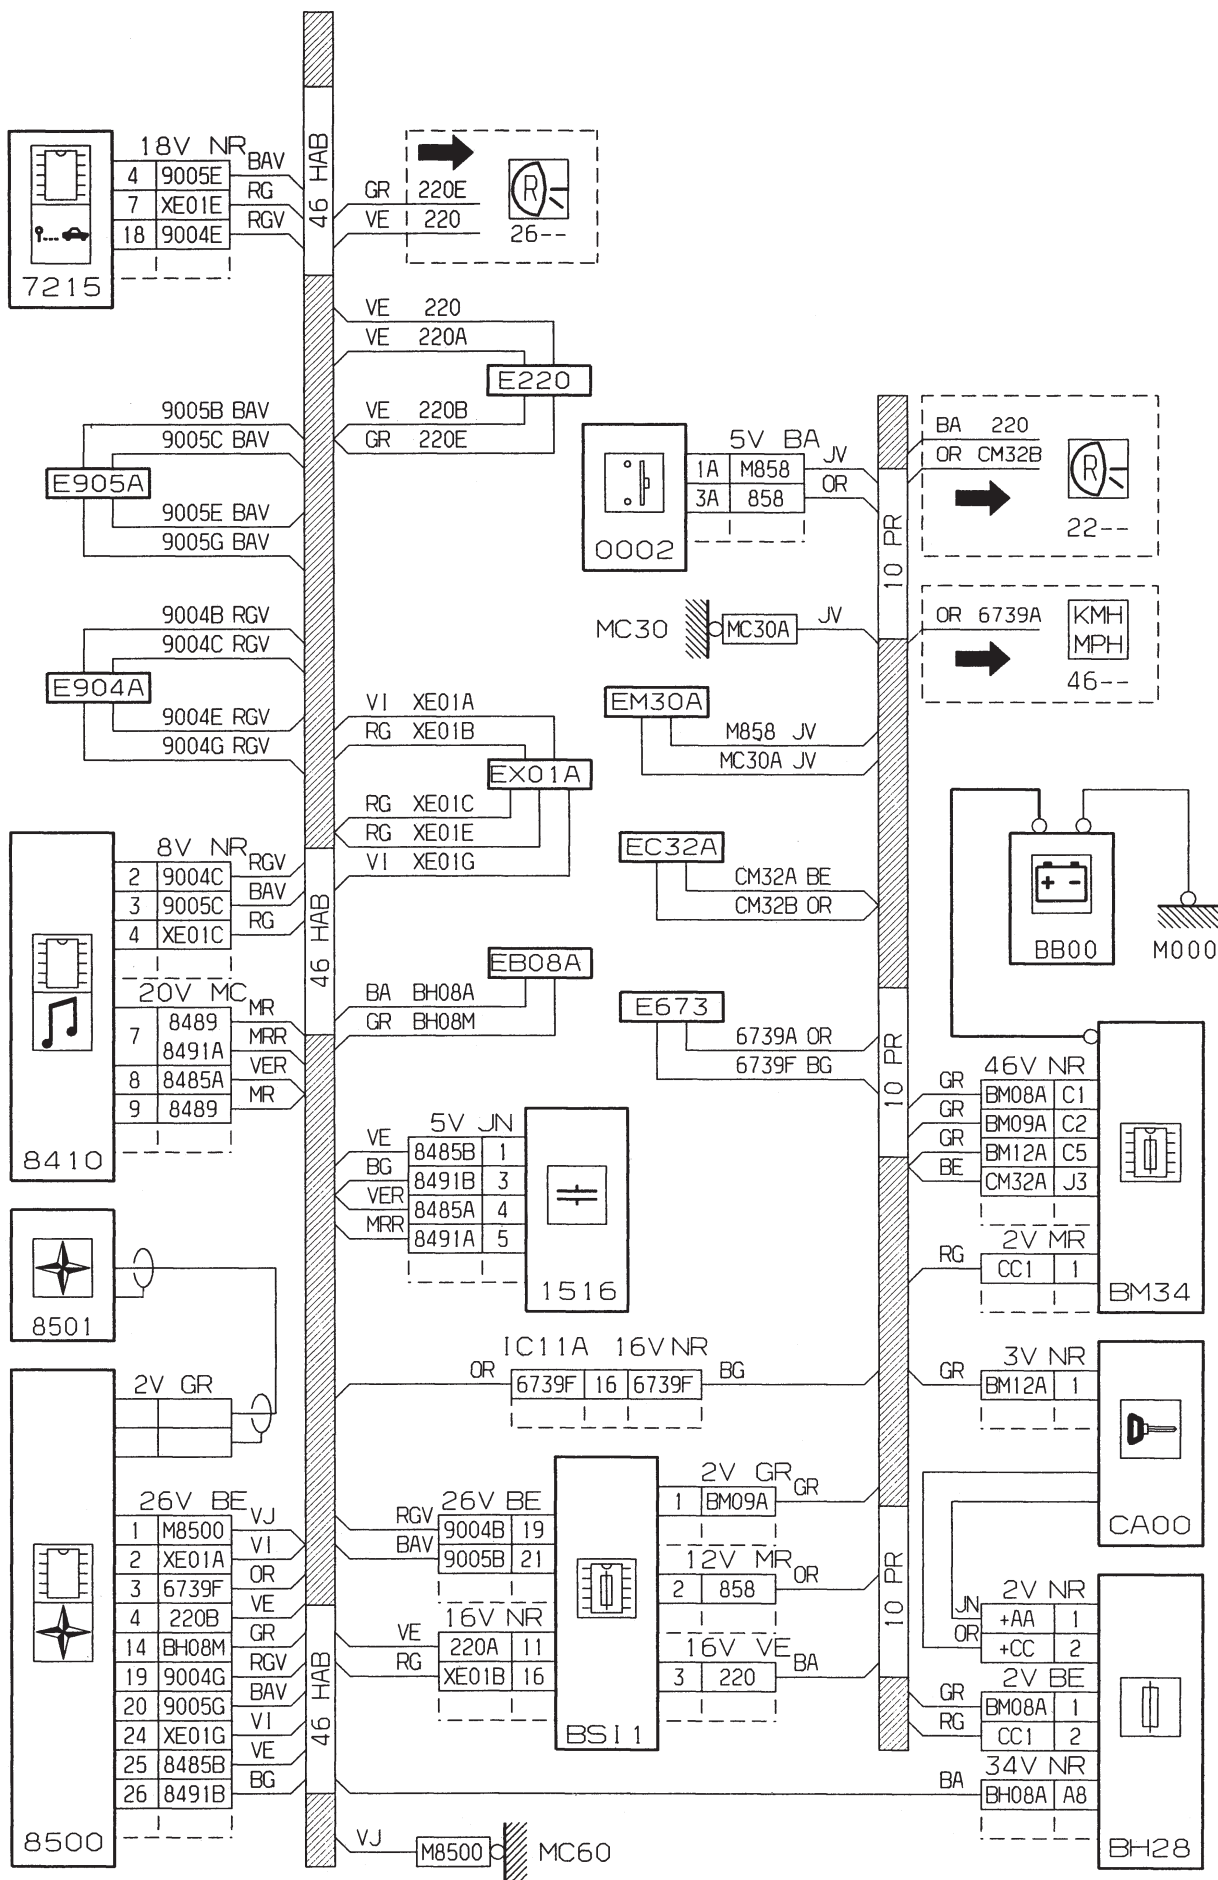 46 HAB
7215
18V NR
4 9005E BAV
7 XE01E RG
18 9004E RGV
GR 220E
VE 220
R
26--
VE 220
VE 220A
E220
VE 220B
GR 220E
9005B BAV
9005C BAV
E905A
9005E BAV
9005G BAV
9004B RGV
9004C RGV
E904A
9004E RGV
9004G RGV
0002
5V BA
1A M858 JV
3A 858 OR
10 PR
BA 220
OR CM32B
R
22--
MC30 MC30A JV
OR 6739A
KMH
MPH
46--
EM30A
M858 JV
MC30A JV
VI XE01A
RG XE01B
EX01A
RG XE01C
RG XE01E
VI XE01G
EC32A
CM32A BE
CM32B OR
+ -
BB00
M000
8V NR
2 9004C RGV
3 9005C BAV
4 XE01C RG
46 HAB
20V MC
7 8489 MR
8491A MRR
8 8485A VER
9 8489 MR
8410
EB08A
BA BH08A
GR BH08M
E673
6739A OR
6739F BG
10 PR
46V NR
GR BM08A C1
GR BM09A C2
GR BM12A C5
BE CM32A J3
2V MR
RG CC1 1
BM34
5V JN
VE 8485B 1
BG 8491B 3
VER 8485A 4
MRR 8491A 5
1516
8501
IC11A 16V NR
OR 6739F 16 6739F BG
3V NR
GR BM12A 1
CA00
2V GR
26V BE
1 M8500 VJ
2 XE01A VI
3 6739F OR
4 220B VE
14 BH08M GR
19 9004G RGV
20 9005G BAV
24 XE01G VI
25 8485B VE
26 8491B BG
8500
46 HAB
26V BE
RGV 9004B 19
BAV 9005B 21
16V NR
VE 220A 11
RG XE01B 16
BSI1
2V GR
1 BM09A GR
12V MR
2 858 OR
16V VE
3 220 BA
10 PR
2V NR
JN +AA 1
OR +CC 2
2V BE
GR BM08A 1
RG CC1 2
34V NR
BA BH08A A8
BH28
VJ M8500 MC60